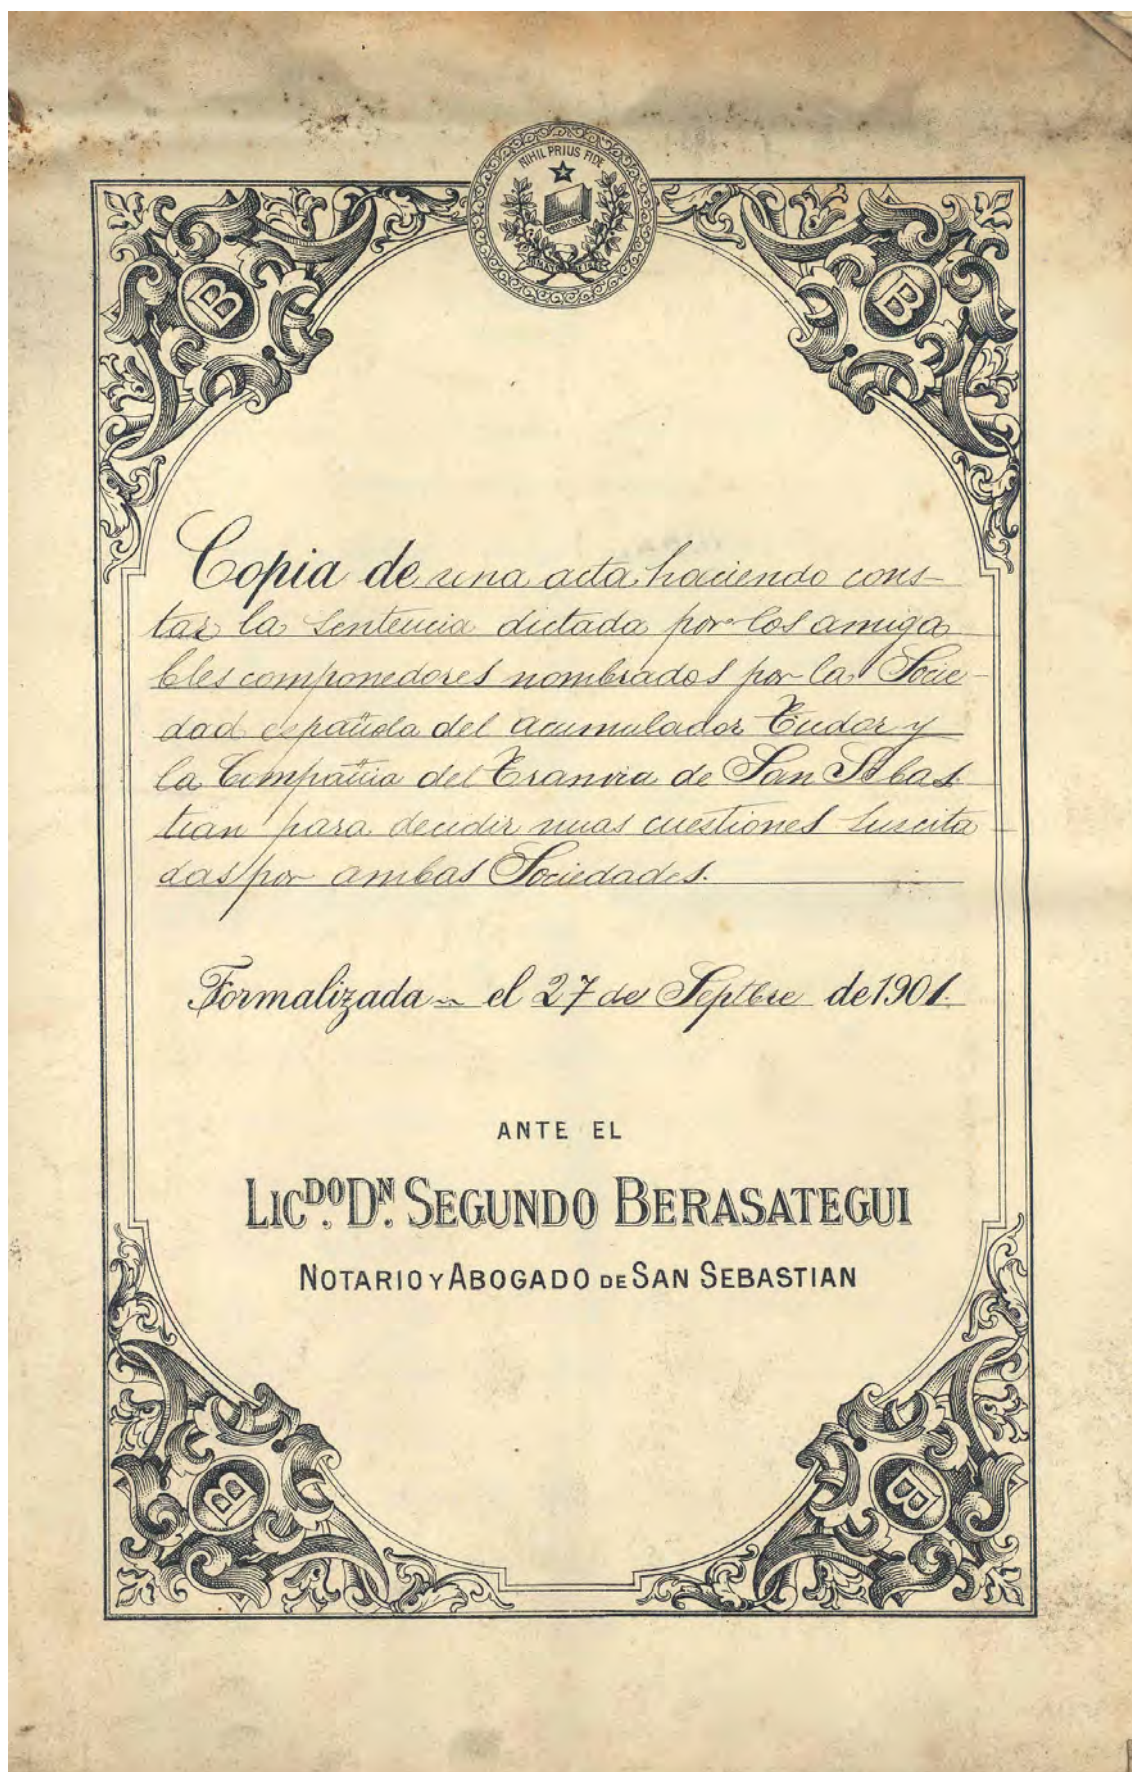 NIHIL PRIUS FIDE
B
B
Copia de una acta haciendo cons-
tar la sentencia dictada por los amiga
bles componedores nombrados por la Socie-
dad española del acumulador Tudor y
la Compañia del Tranvia de San Sebas
tian para decidir unas cuestiones suscita
das por ambas Sociedades.
Formalizada el 27 de Septbre de 1901.
ANTE EL
LICDO. DN. SEGUNDO BERASATEGUI
NOTARIO Y ABOGADO DE SAN SEBASTIAN
B
B